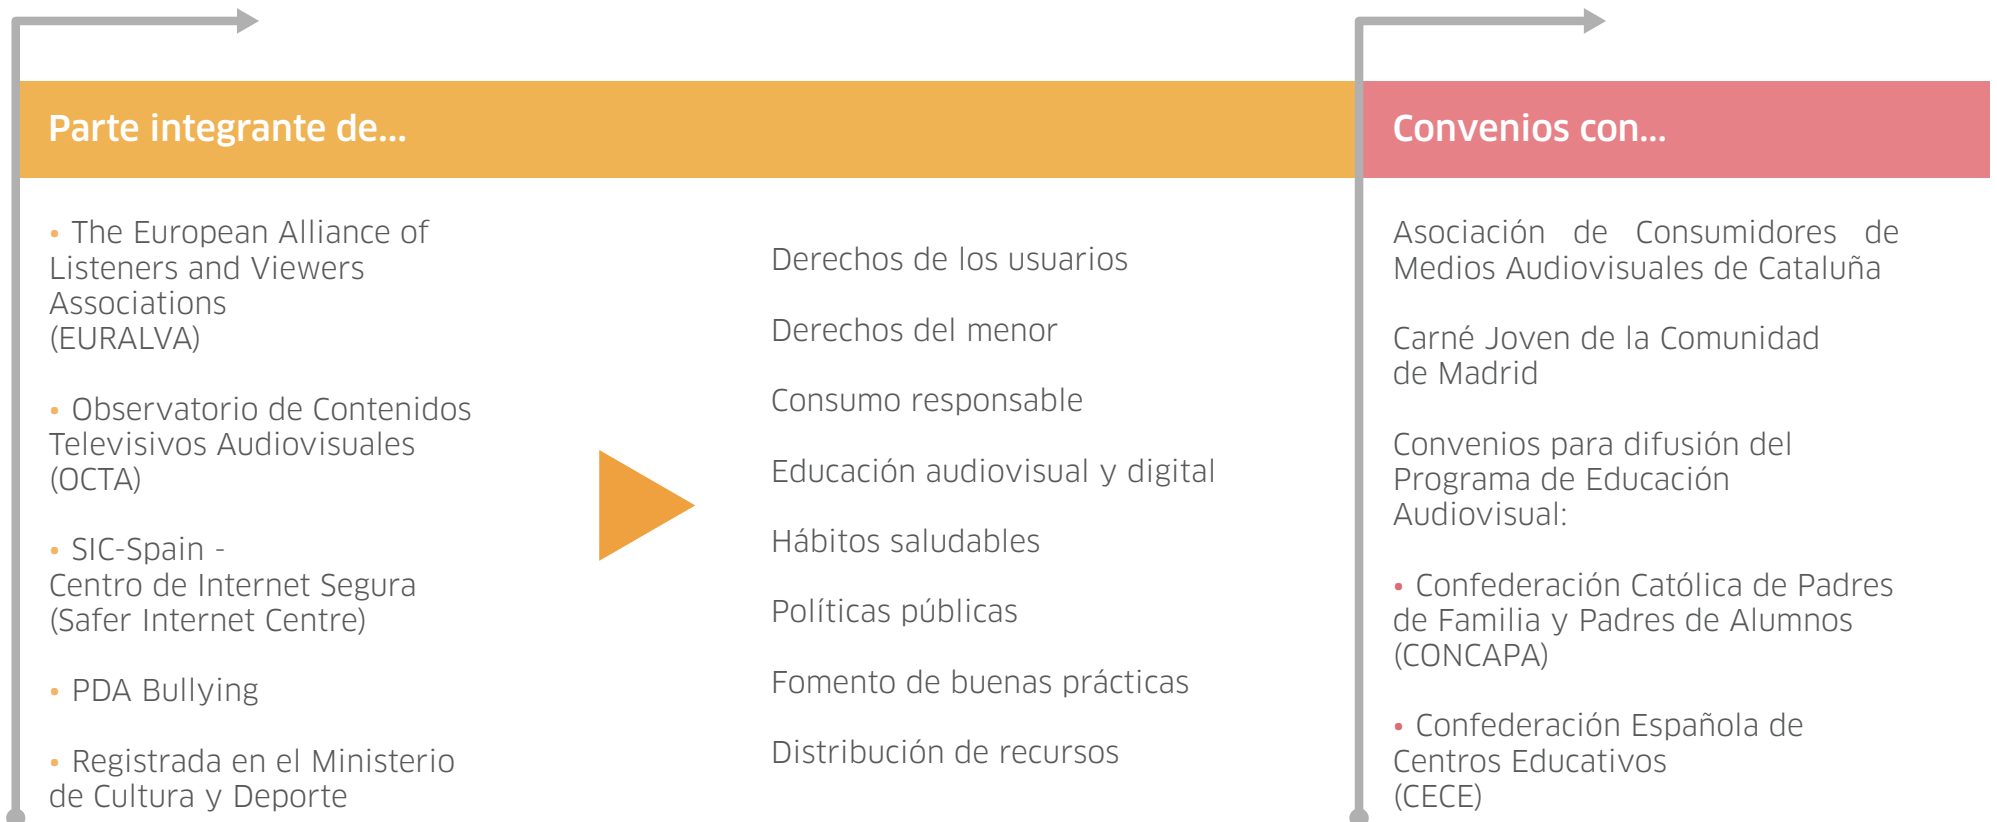 Parte integrante de...
• The European Alliance of
Listeners and Viewers
Associations
(EURALVA)
• Observatorio de Contenidos
Televisivos Audiovisuales
(OCTA)
• SIC-Spain -
Centro de Internet Segura
(Safer Internet Centre)
• PDA Bullying
• Registrada en el Ministerio
de Cultura y Deporte
Derechos de los usuarios
Derechos del menor
Consumo responsable
Educación audiovisual y digital
Hábitos saludables
Políticas públicas
Fomento de buenas prácticas
Distribución de recursos
Convenios con...
Asociación de Consumidores de
Medios Audiovisuales de Cataluña
Carné Joven de la Comunidad
de Madrid
Convenios para difusión del
Programa de Educación
Audiovisual:
• Confederación Católica de Padres
de Familia y Padres de Alumnos
(CONCAPA)
• Confederación Española de
Centros Educativos
(CECE)